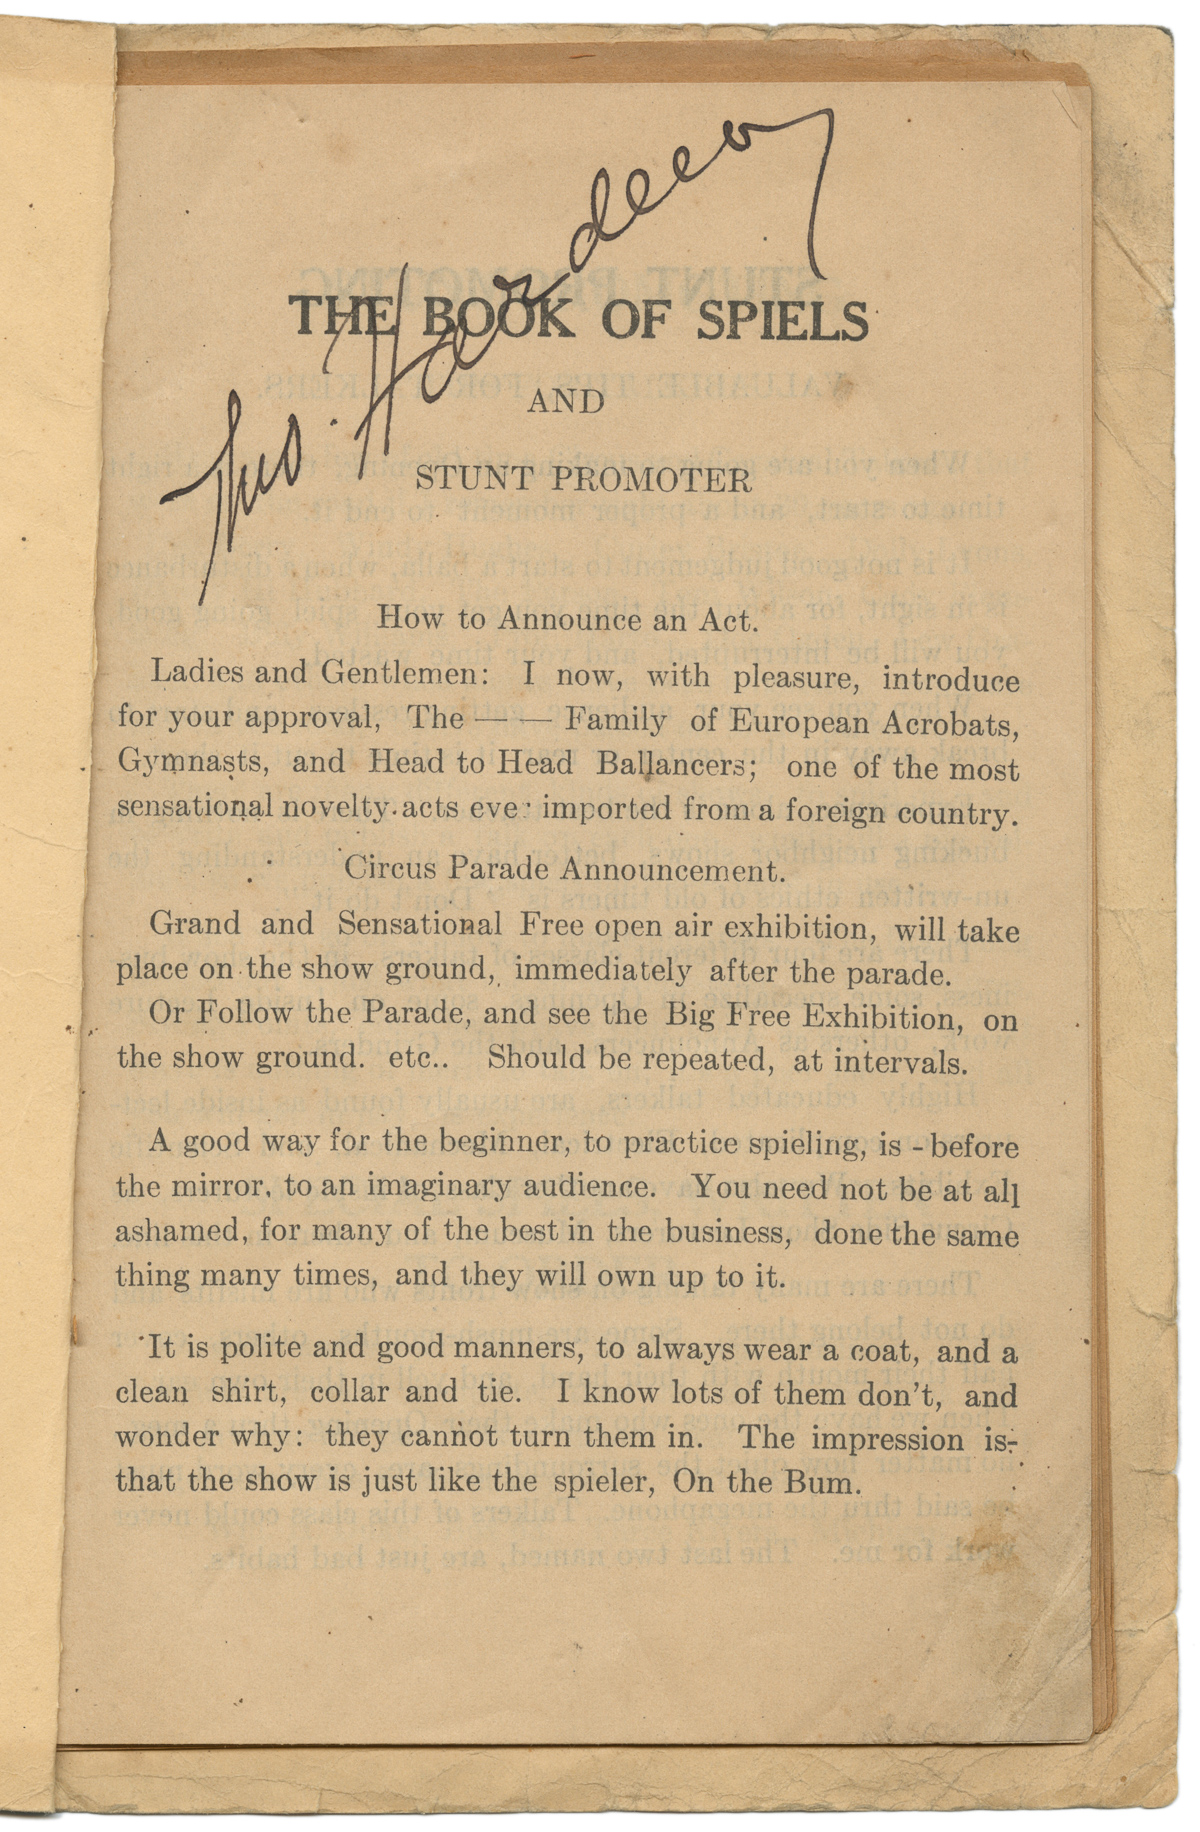 Theo. Hardeen
THE BOOK OF SPIELS
AND
STUNT PROMOTER
How to Announce an Act.
Ladies and Gentlemen: I now, with pleasure, introduce
for your approval, The — — Family of European Acrobats,
Gymnasts, and Head to Head Ballancers; one of the most
sensational novelty acts ever imported from a foreign country.
Circus Parade Announcement.
Grand and Sensational Free open air exhibition, will take
place on the show ground, immediately after the parade.
Or Follow the Parade, and see the Big Free Exhibition, on
the show ground. etc.. Should be repeated, at intervals.
A good way for the beginner, to practice spieling, is - before
the mirror, to an imaginary audience. You need not be at all
ashamed, for many of the best in the business, done the same
thing many times, and they will own up to it.
It is polite and good manners, to always wear a coat, and a
clean shirt, collar and tie. I know lots of them don't, and
wonder why: they cannot turn them in. The impression is-
that the show is just like the spieler, On the Bum.